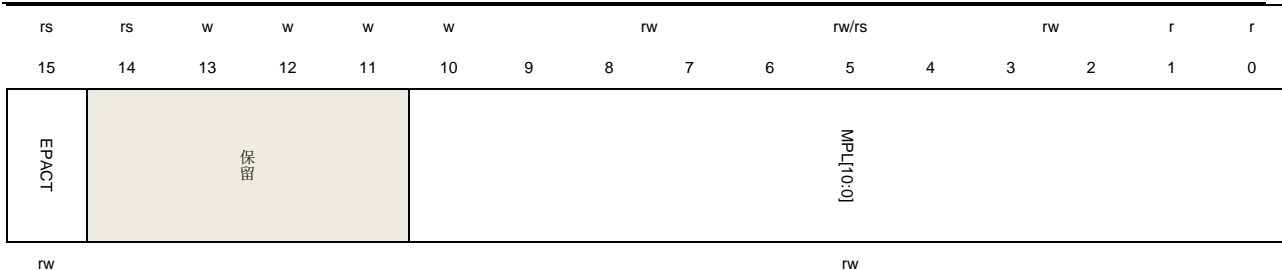 rs rs w w w w rw rw/rs rw r r
15 14 13 12 11 10 9 8 7 6 5 4 3 2 1 0
EPACT 保留 MPL[10:0]
rw rw